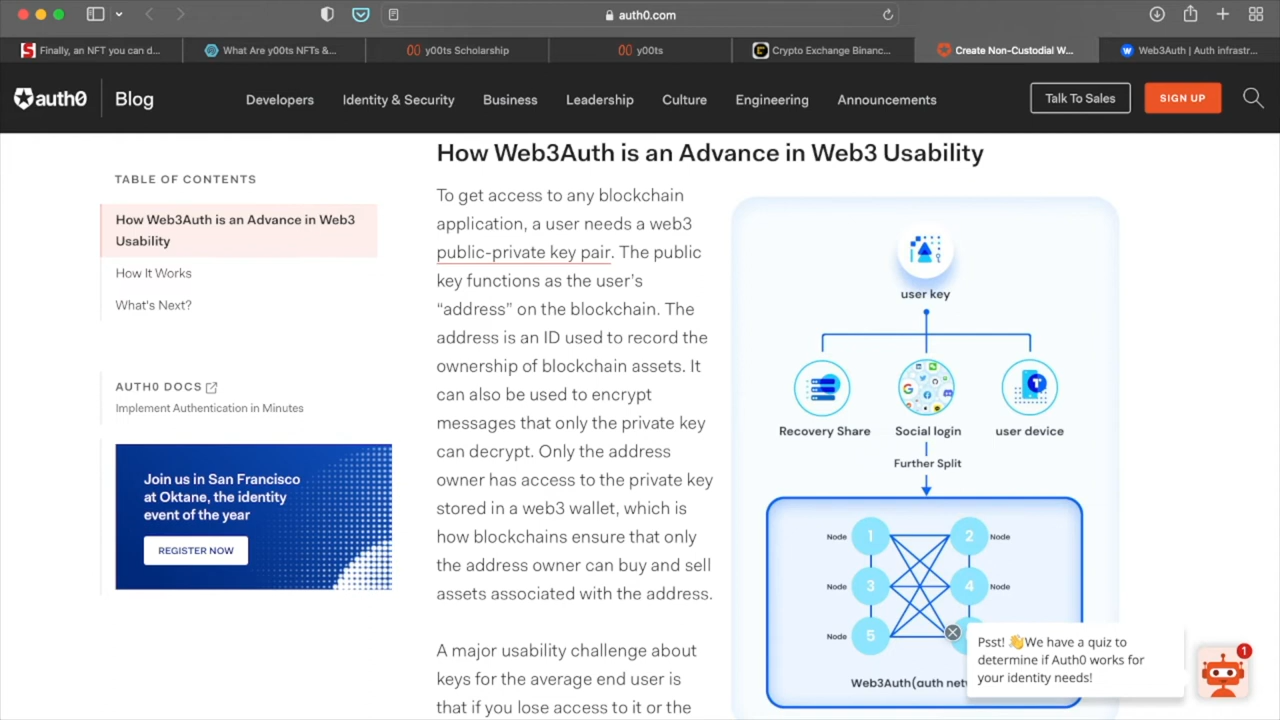 auth0.com
Finally, an NFT you can d...
What Are y00ts NFTs &...
y00ts Scholarship
y00ts
Crypto Exchange Binanc...
Create Non-Custodial W...
Web3Auth | Auth infrastr...
auth0
Blog
Developers
Identity & Security
Business
Leadership
Culture
Engineering
Announcements
Talk To Sales
SIGN UP
TABLE OF CONTENTS
How Web3Auth is an Advance in Web3
Usability
How It Works
What's Next?
AUTH0 DOCS
Implement Authentication in Minutes
Join us in San Francisco
at Oktane, the identity
event of the year
REGISTER NOW
How Web3Auth is an Advance in Web3 Usability
To get access to any blockchain
application, a user needs a web3
public-private key pair. The public
key functions as the user’s
“address” on the blockchain. The
address is an ID used to record the
ownership of blockchain assets. It
can also be used to encrypt
messages that only the private key
can decrypt. Only the address
owner has access to the private key
stored in a web3 wallet, which is
how blockchains ensure that only
the address owner can buy and sell
assets associated with the address.
A major usability challenge about
keys for the average end user is
that if you lose access to it or the
user key
Recovery Share
Social login
user device
Further Split
Node 1 2 Node
Node 3 4 Node
Node 5
Web3Auth(auth net
Psst! 👋We have a quiz to
determine if Auth0 works for
your identity needs!
1